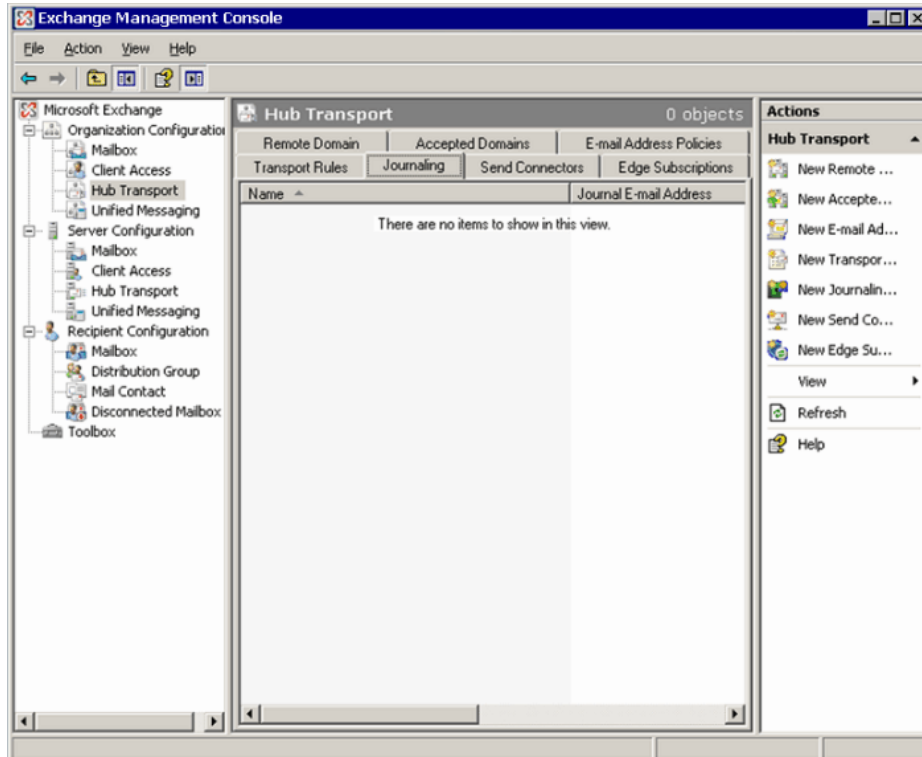 Exchange Management Console
File Action View Help
Microsoft Exchange
Organization Configuration
Mailbox
Client Access
Hub Transport
Unified Messaging
Server Configuration
Mailbox
Client Access
Hub Transport
Unified Messaging
Recipient Configuration
Mailbox
Distribution Group
Mail Contact
Disconnected Mailbox
Toolbox
Hub Transport 0 objects
Remote Domain Accepted Domains E-mail Address Policies
Transport Rules Journaling Send Connectors Edge Subscriptions
Name Journal E-mail Address
There are no items to show in this view.
Actions
Hub Transport
New Remote ...
New Accepte...
New E-mail Ad...
New Transpor...
New Journalin...
New Send Co...
New Edge Su...
View
Refresh
Help